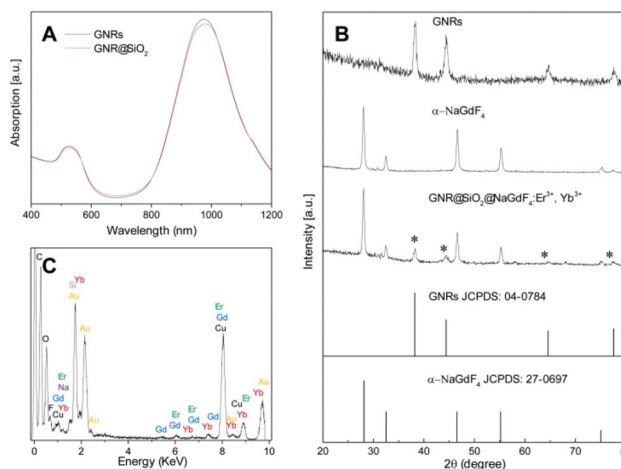 A
GNRs
GNR@SiO₂
Absorption [a.u.]
400 600 800 1000 1200
Wavelength (nm)
B
GNRs
α-NaGdF₄
GNR@SiO₂@NaGdF₄:Er³⁺, Yb³⁺
* * * *
GNRs JCPDS: 04-0784
α-NaGdF₄ JCPDS: 27-0697
Intensity [a.u.]
20 30 40 50 60 70 80
2θ (degree)
C
C
O
F
Er
Na
Gd
Cu
Yb
Si Yb
Au
Au
Au
Gd
Er
Gd
Er
Gd
Yb
Gd
Yb
Er
Gd
Cu
Au
Yb
Cu
Er
Yb
Au
Yb
0 2 4 6 8 10
Energy (KeV)